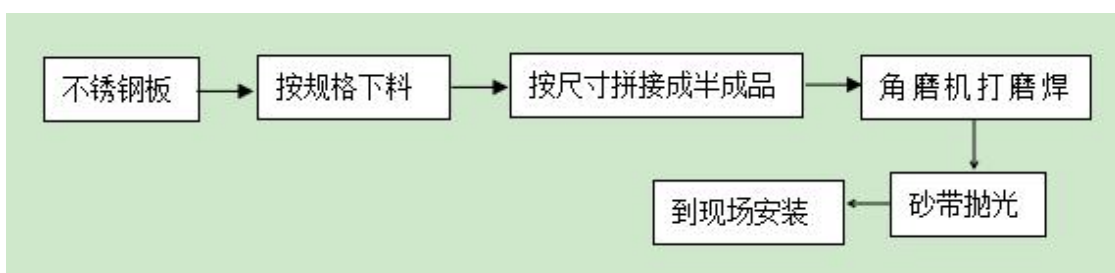 不锈钢板
按规格下料
按尺寸拼接成半成品
角磨机打磨焊
砂带抛光
到现场安装